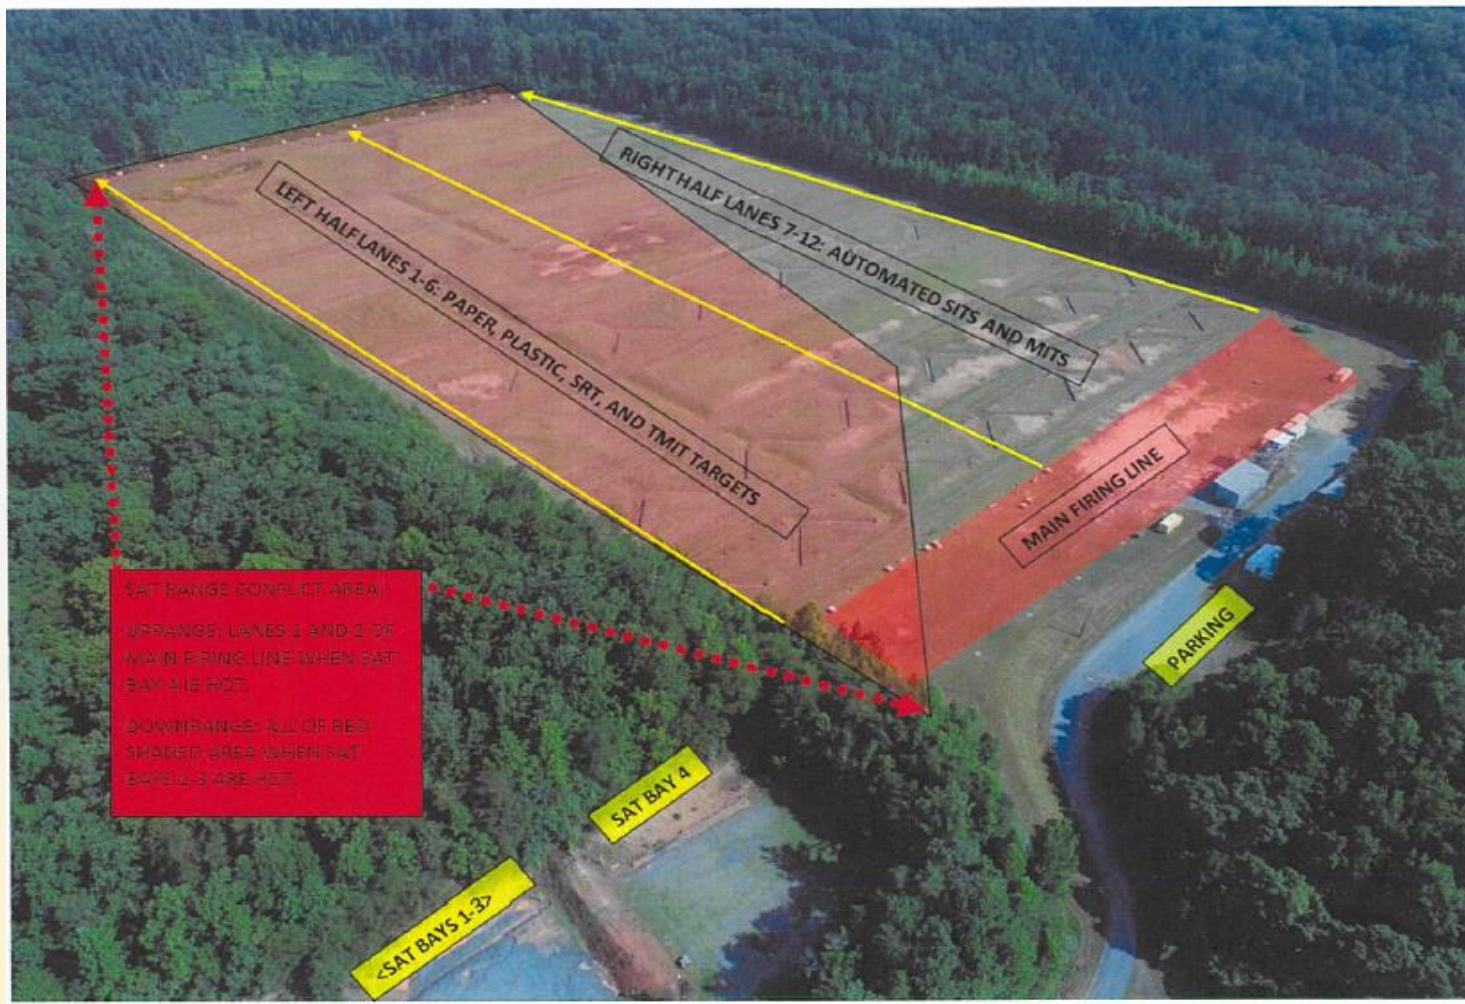 RIGHT HALF LANES 7-12: AUTOMATED SITS AND MITS
LEFT HALF LANES 1-6: PAPER, PLASTIC, SRT, AND TMIT TARGETS
MAIN FIRING LINE
SAT RANGE CONFLICT AREA:
UPRANGE: LANES 1 AND 2 OF
MAIN FIRING LINE WHEN SAT
BAY 4 IS HOT.
DOWNRANGE: ALL OF RED
SHADED AREA WHEN SAT
BAYS 1-3 ARE HOT.
PARKING
SAT BAY 4
<SAT BAYS 1-3>